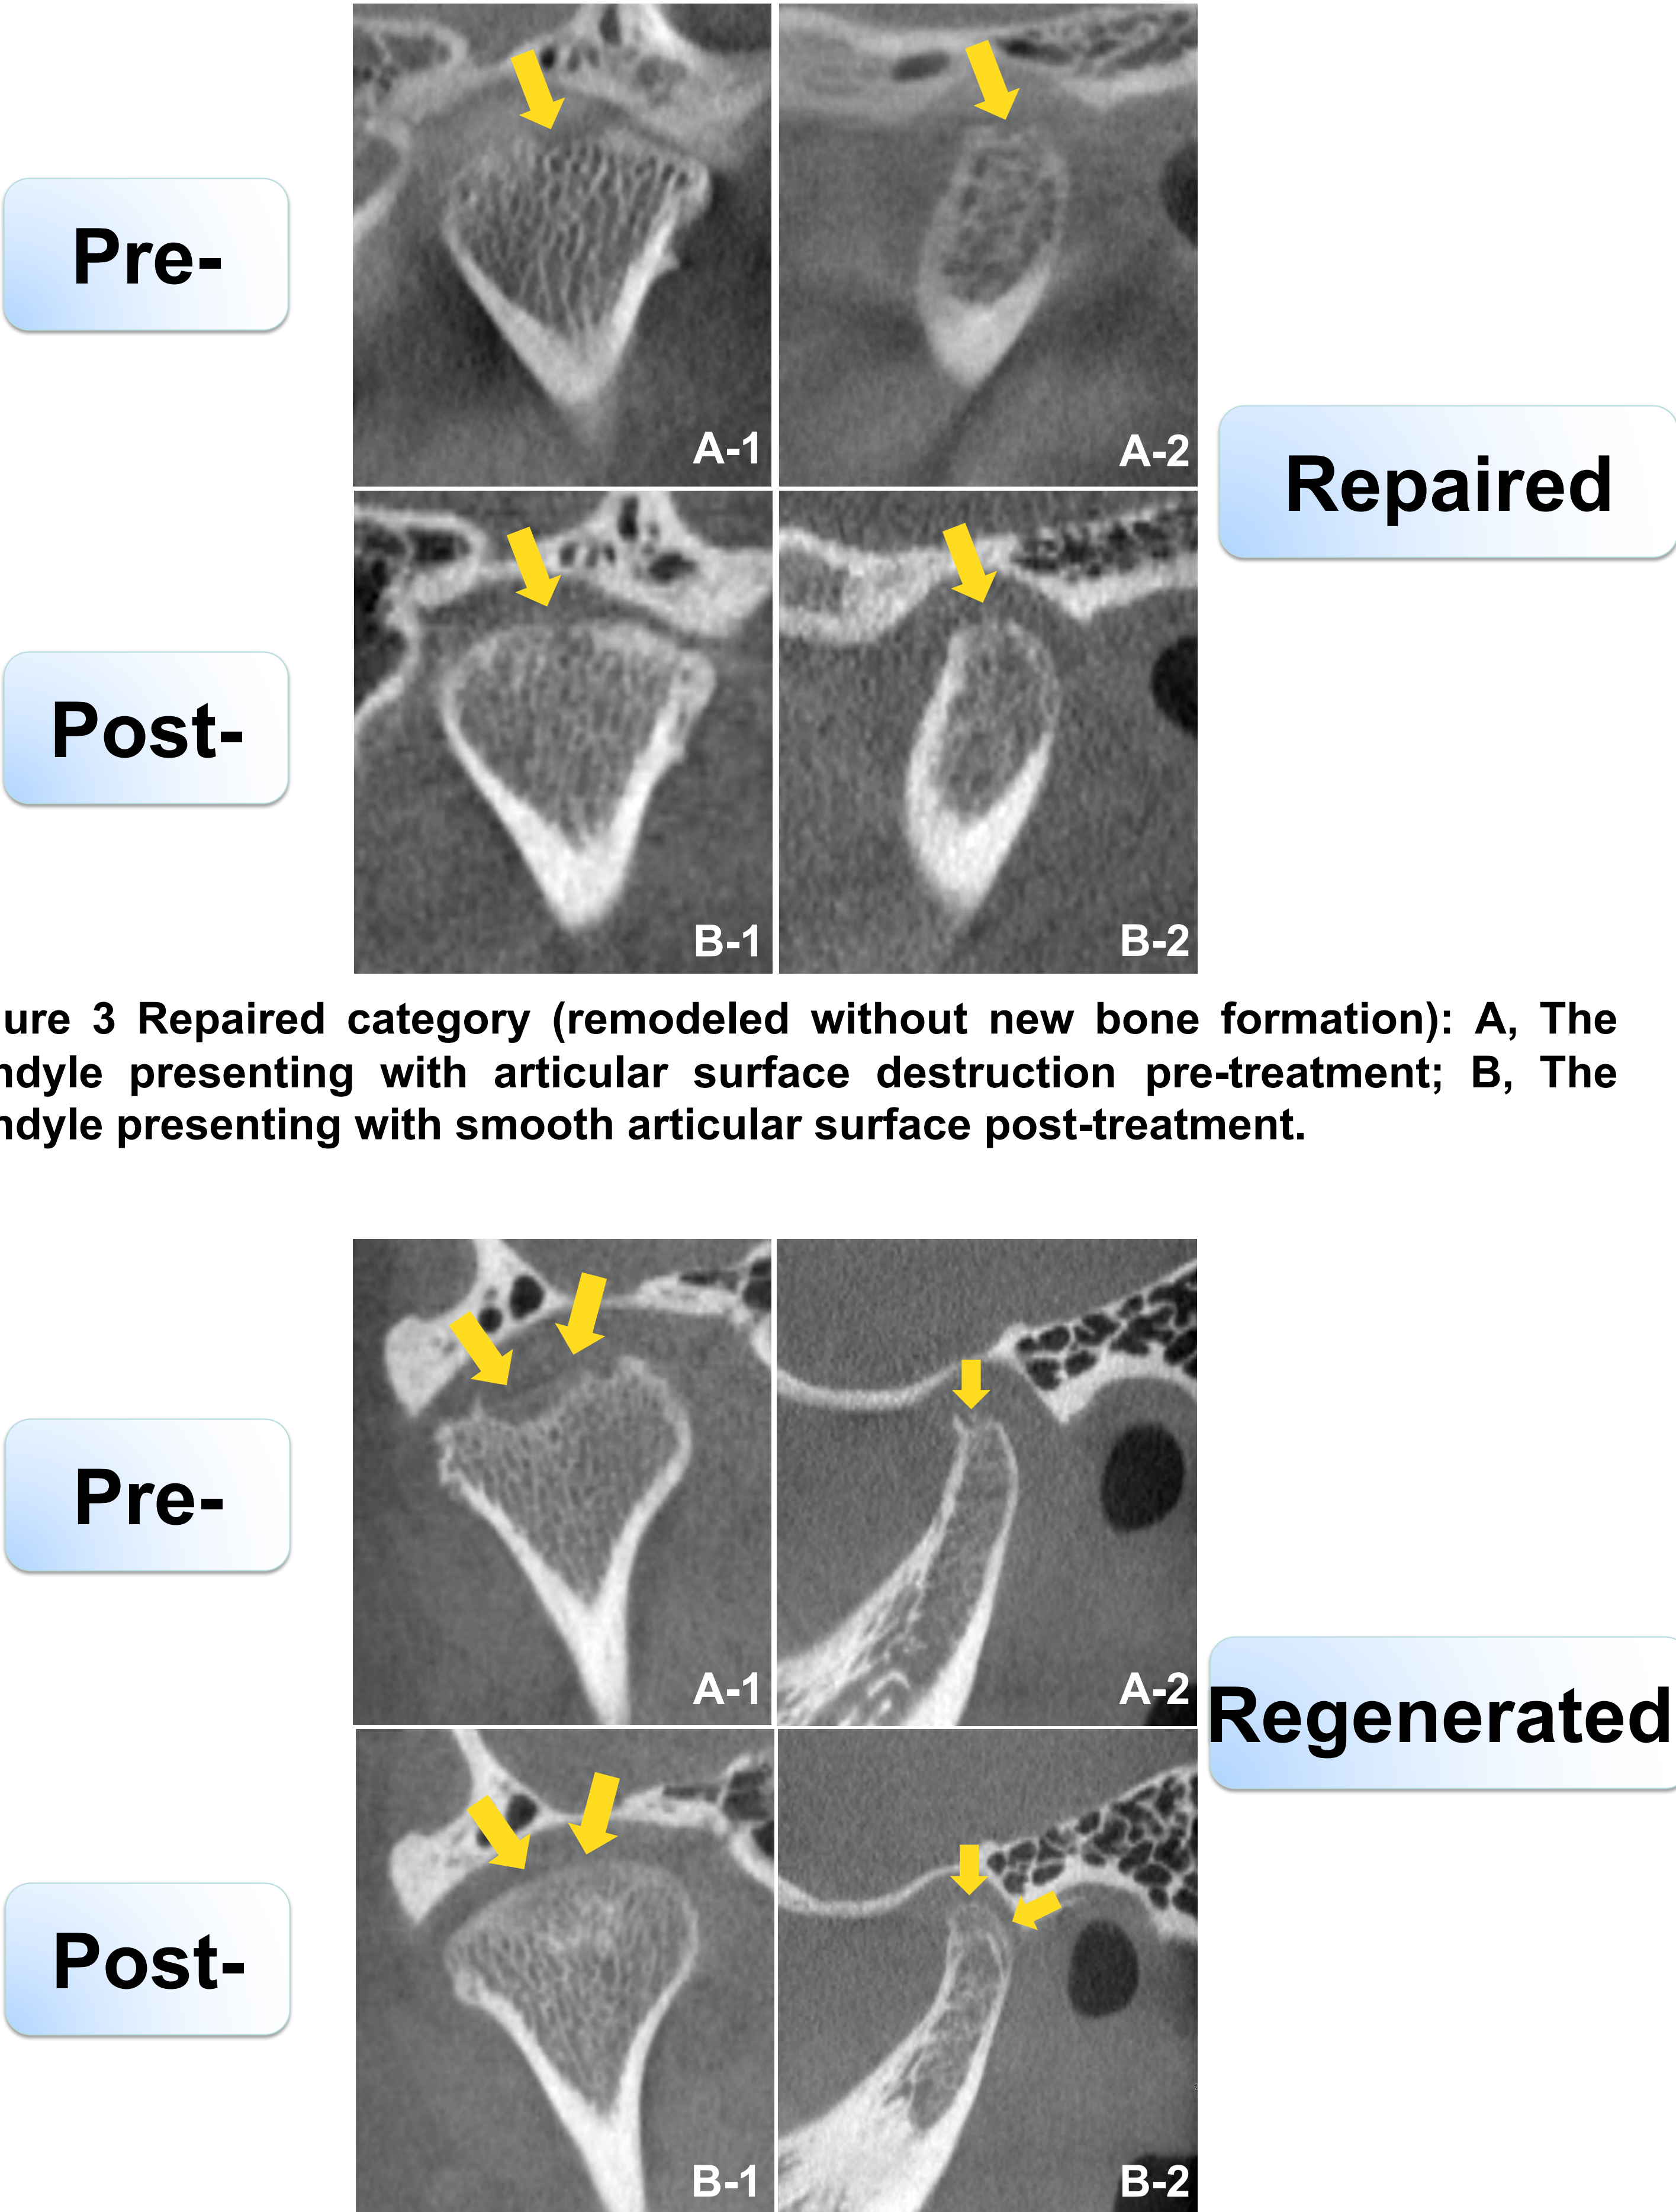 Pre-
A-1
A-2
Repaired
Post-
B-1
B-2
ure 3 Repaired category (remodeled without new bone formation): A, The
ndyle presenting with articular surface destruction pre-treatment; B, The
ndyle presenting with smooth articular surface post-treatment.
Pre-
A-1
A-2
Regenerated
Post-
B-1
B-2